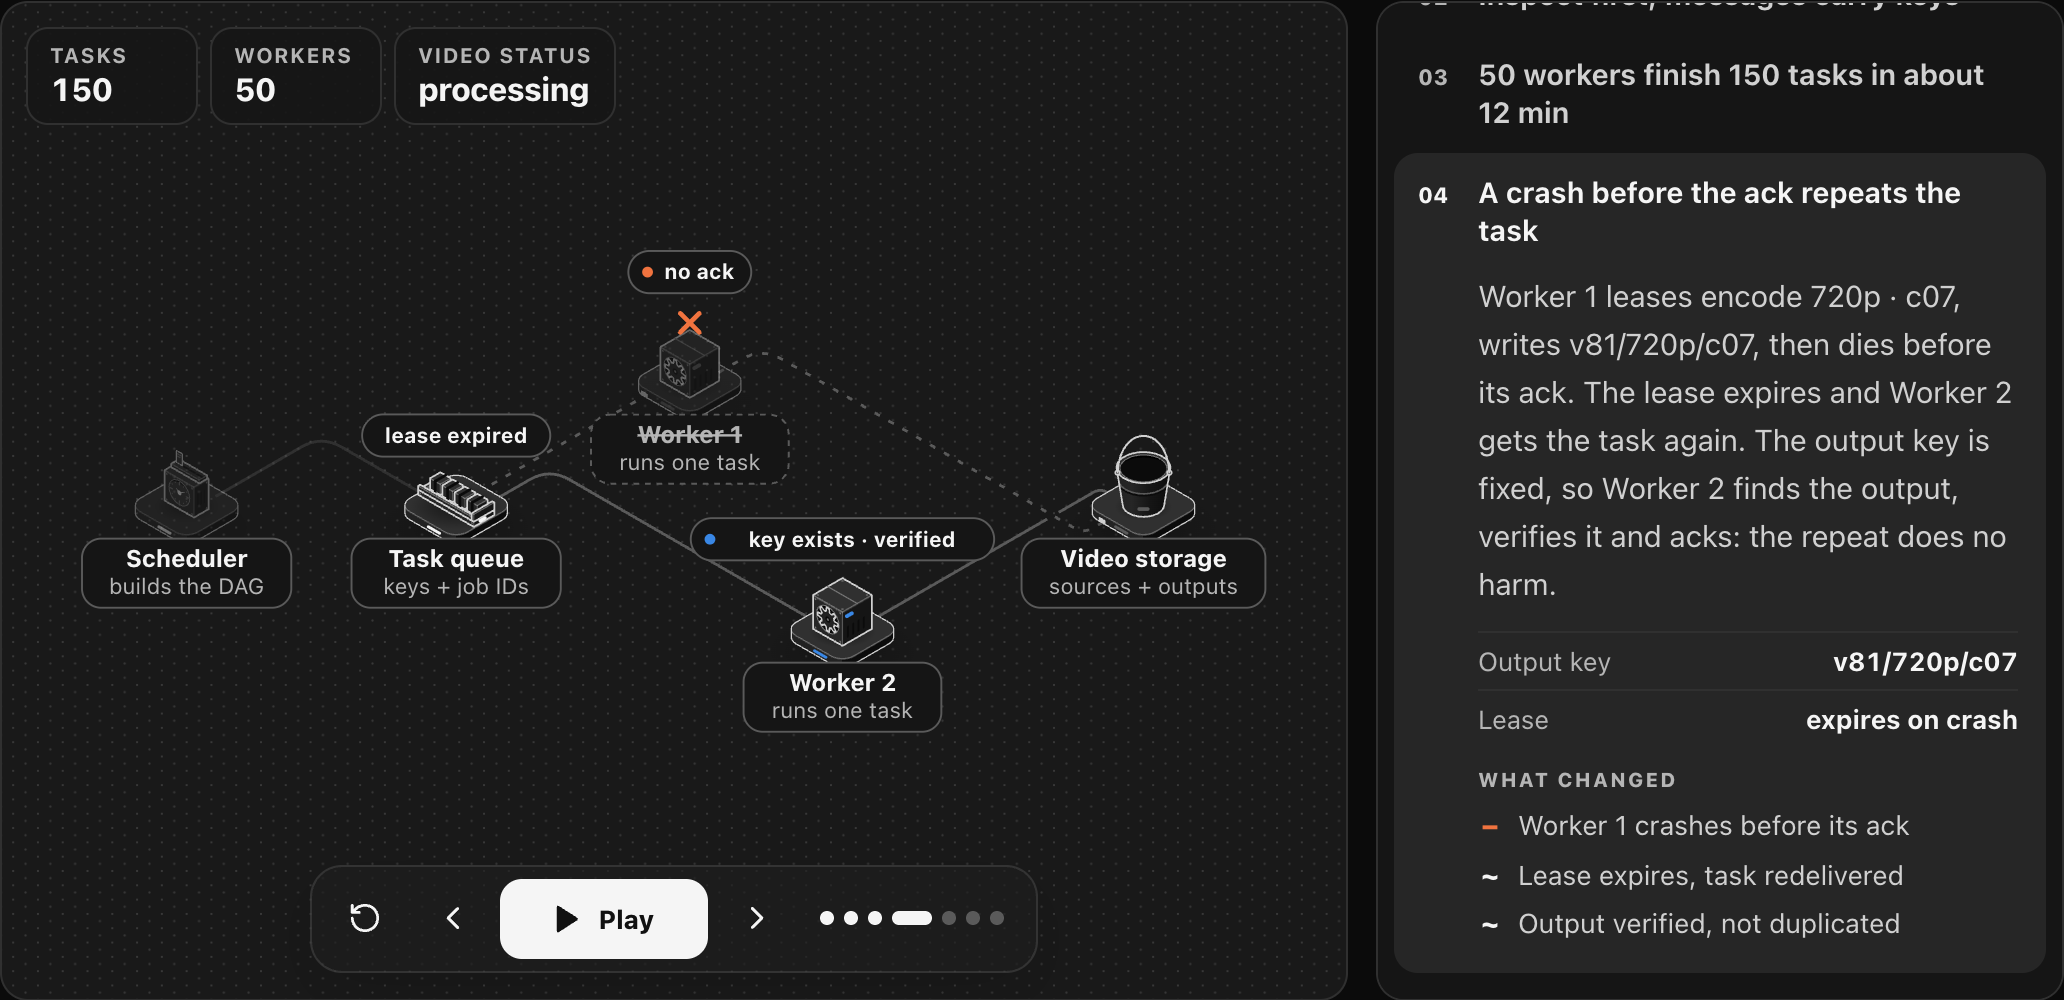 TASKS
150
WORKERS
50
VIDEO STATUS
processing
no ack
Worker 1
runs one task
lease expired
Scheduler
builds the DAG
Task queue
keys + job IDs
key exists · verified
Video storage
sources + outputs
Worker 2
runs one task
Play
03
50 workers finish 150 tasks in about
12 min
04
A crash before the ack repeats the
task
Worker 1 leases encode 720p · c07,
writes v81/720p/c07, then dies before
its ack. The lease expires and Worker 2
gets the task again. The output key is
fixed, so Worker 2 finds the output,
verifies it and acks: the repeat does no
harm.
Output key
v81/720p/c07
Lease
expires on crash
WHAT CHANGED
– Worker 1 crashes before its ack
~ Lease expires, task redelivered
~ Output verified, not duplicated